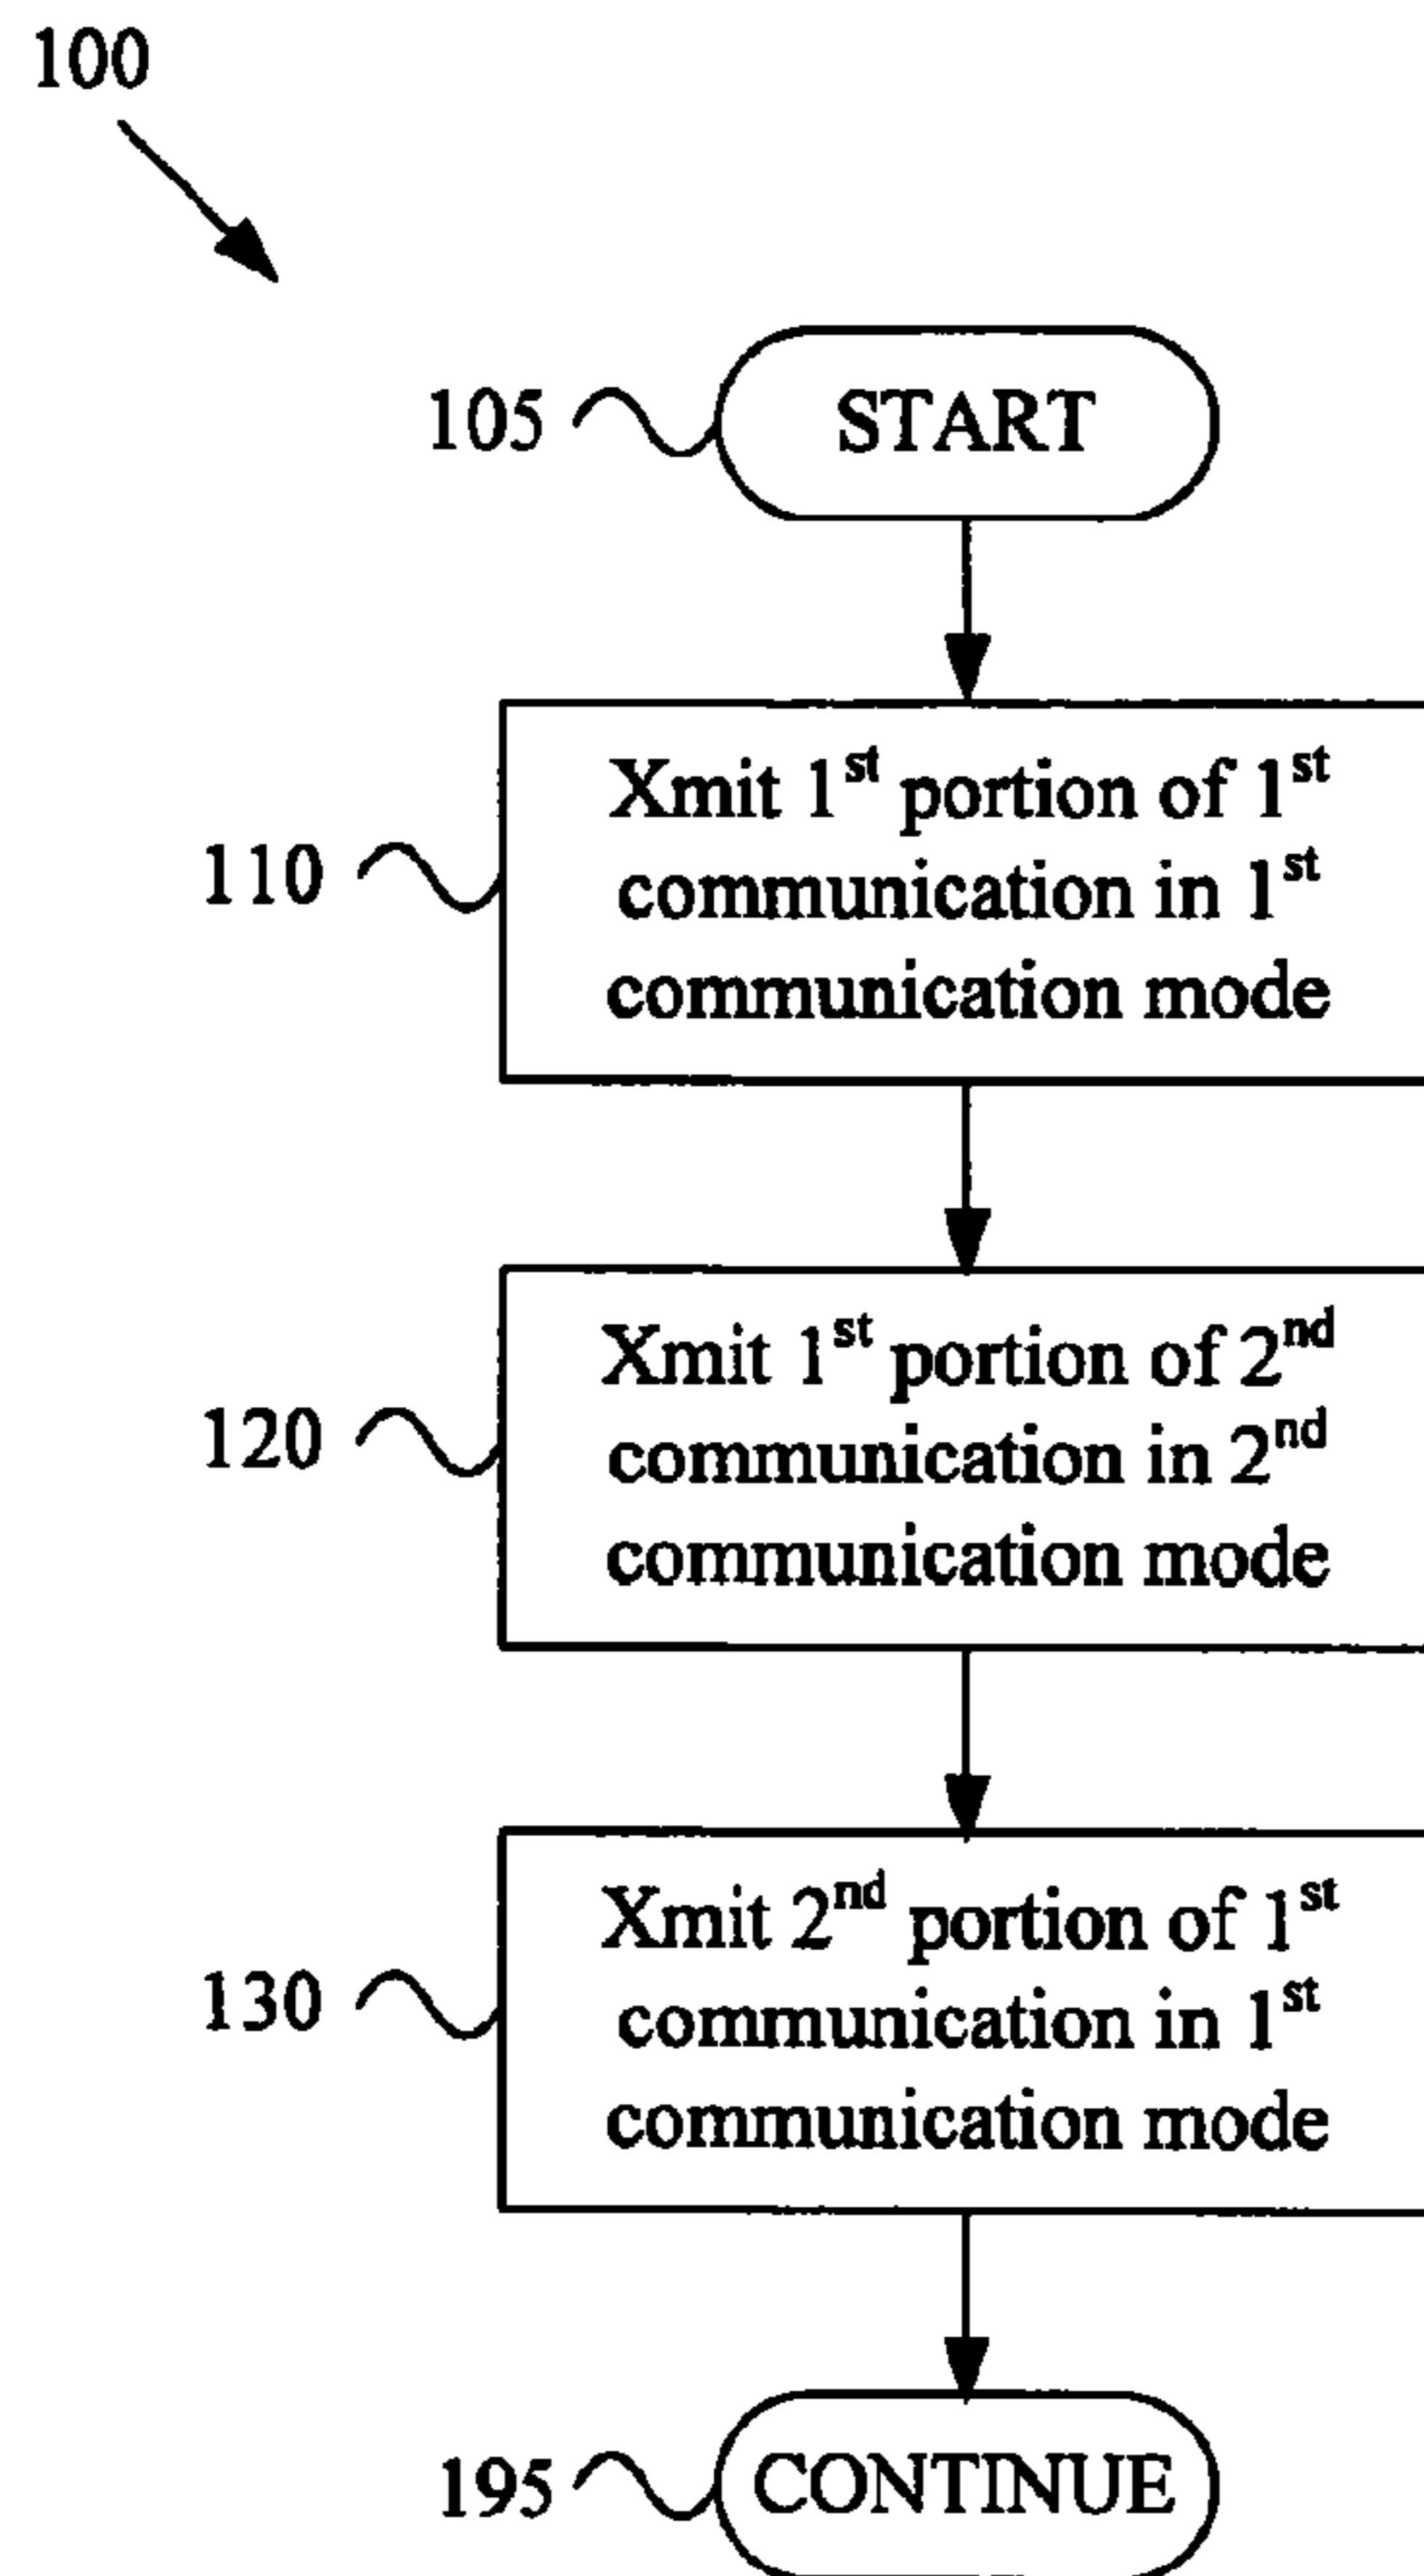 100
105 START
110
Xmit 1st portion of 1st
communication in 1st
communication mode
120
Xmit 1st portion of 2nd
communication in 2nd
communication mode
130
Xmit 2nd portion of 1st
communication in 1st
communication mode
195 CONTINUE